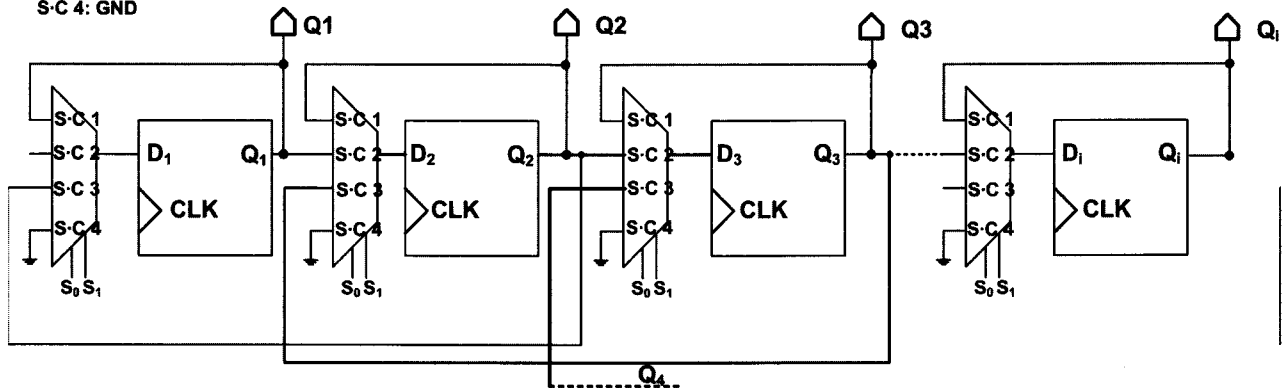 S·C 4: GND
Q1 Q2 Q3 Qᵢ
S·C 1 S·C 1 S·C 1 S·C 1
S·C 2 D₁ Q₁ S·C 2 D₂ Q₂ S·C 2 D₃ Q₃ S·C 2 Dᵢ Qᵢ
S·C 3 S·C 3 S·C 3 S·C 3
S·C 4 CLK S·C 4 CLK S·C 4 CLK S·C 4 CLK
S₀ S₁ S₀ S₁ S₀ S₁ S₀ S₁
Q₄